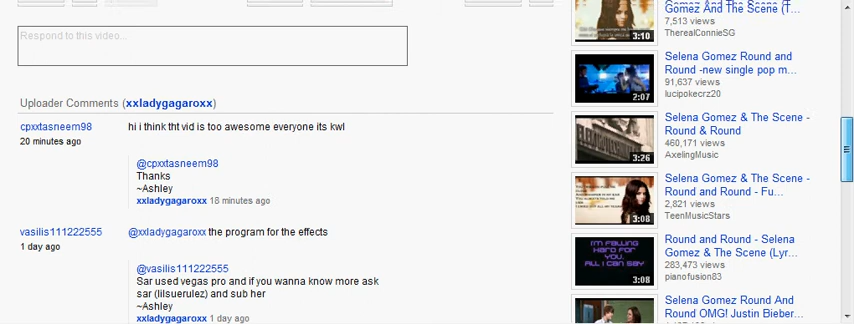 Respond to this video...
Uploader Comments (xxladygagaroxx)
cpxxtasneem98
hi i think tht vid is too awesome everyone its kwl
20 minutes ago
@cpxxtasneem98
Thanks
~Ashley
xxladygagaroxx 18 minutes ago
vasilis111222555
@xxladygagaroxx the program for the effects
1 day ago
@vasilis111222555
Sar used vegas pro and if you wanna know more ask
sar (lilsuerulez) and sub her
~Ashley
xxladygagaroxx 1 day ago
Gomez And The Scene (T...
7,513 views
TherealConnieSG
3:10
Selena Gomez Round and
Round -new single pop m...
91,637 views
lucipokecrz20
2:07
Selena Gomez & The Scene -
Round & Round
460,171 views
AxelingMusic
3:26
Selena Gomez & The Scene -
Round and Round - Fu...
2,821 views
TeenMusicStars
3:08
Round and Round - Selena
Gomez & The Scene (Lyr...
283,473 views
pianofusion83
I'M FALLING
HARD FOR
YOU,
ALL I CAN SAY
3:08
Selena Gomez Round And
Round OMG! Justin Bieber...